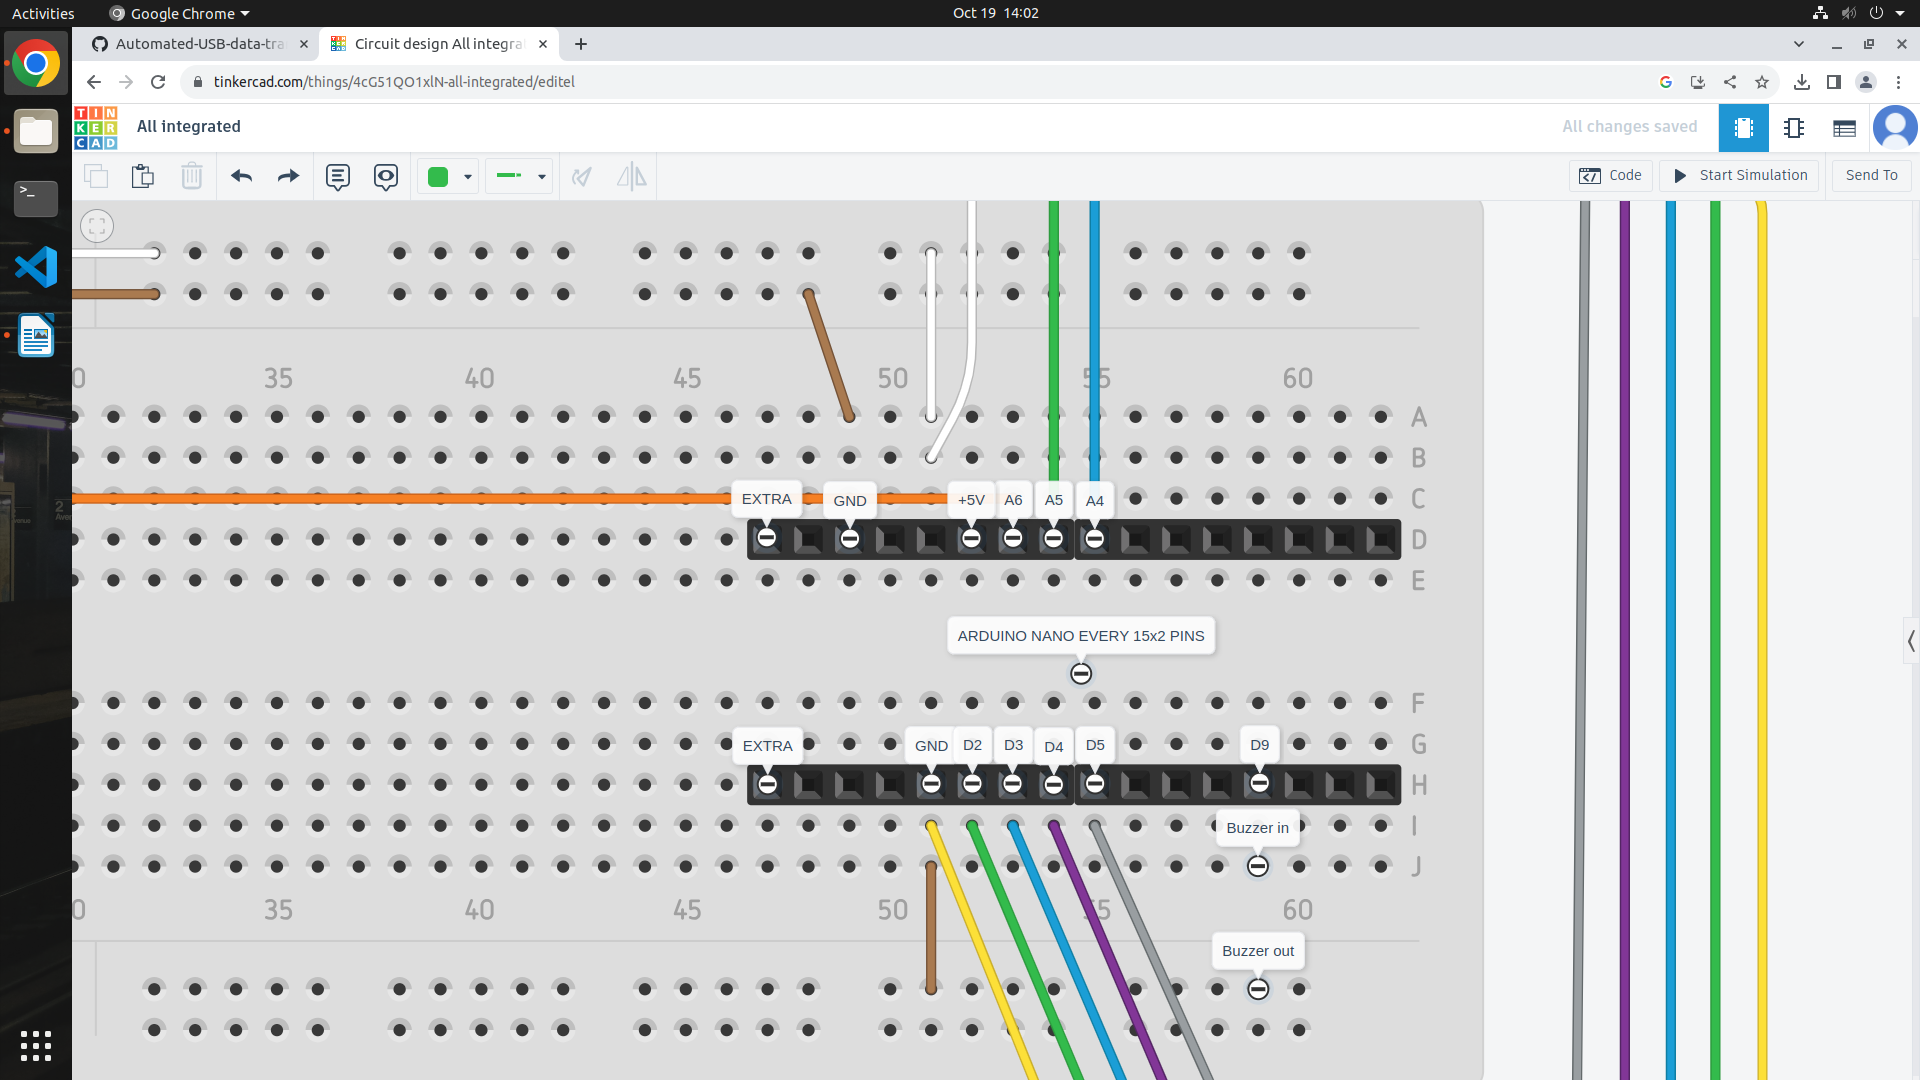 Activities
Google Chrome
Oct 19 14:02
Automated-USB-data-tra
Circuit design All integra
tinkercad.com/things/4cG51QO1xlN-all-integrated/editel
TIN
KER
CAD
All integrated
All changes saved
Code
Start Simulation
Send To
35
40
45
50
55
60
A
B
C
EXTRA
GND
+5V
A6
A5
A4
D
E
ARDUINO NANO EVERY 15x2 PINS
F
G
EXTRA
GND
D2
D3
D4
D5
D9
H
I
Buzzer in
J
35
40
45
50
55
60
Buzzer out